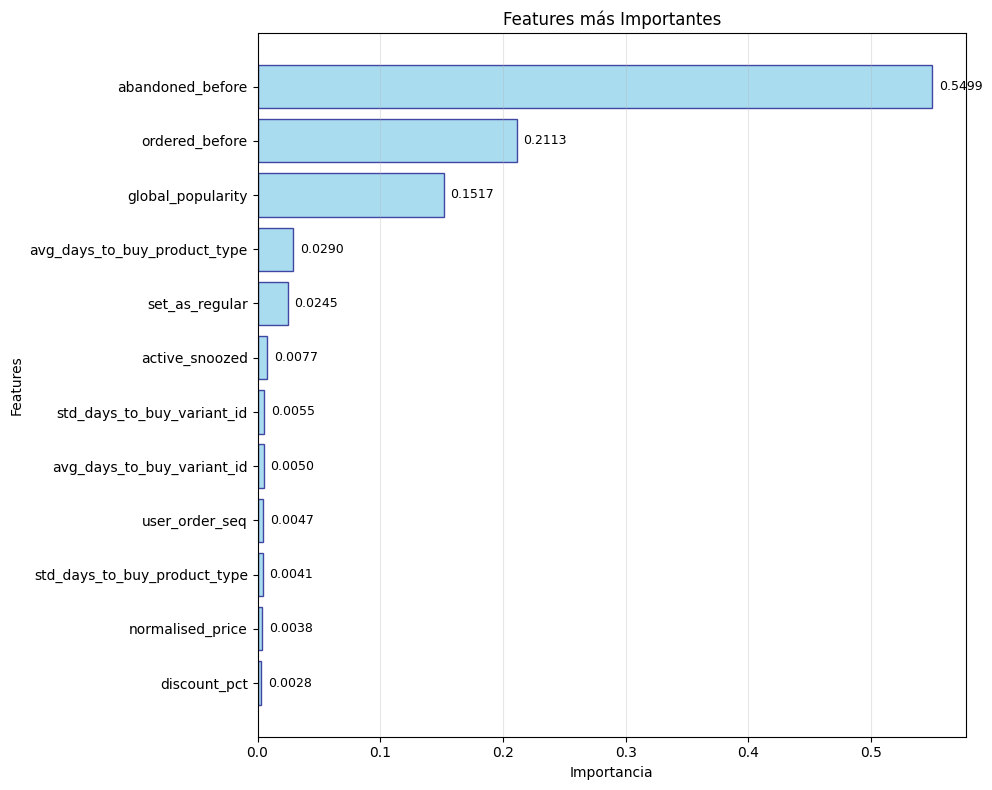 Features más Importantes
abandoned_before 0.5499
ordered_before 0.2113
global_popularity 0.1517
avg_days_to_buy_product_type 0.0290
set_as_regular 0.0245
active_snoozed 0.0077
std_days_to_buy_variant_id 0.0055
avg_days_to_buy_variant_id 0.0050
user_order_seq 0.0047
std_days_to_buy_product_type 0.0041
normalised_price 0.0038
discount_pct 0.0028
Features
0.0 0.1 0.2 0.3 0.4 0.5
Importancia